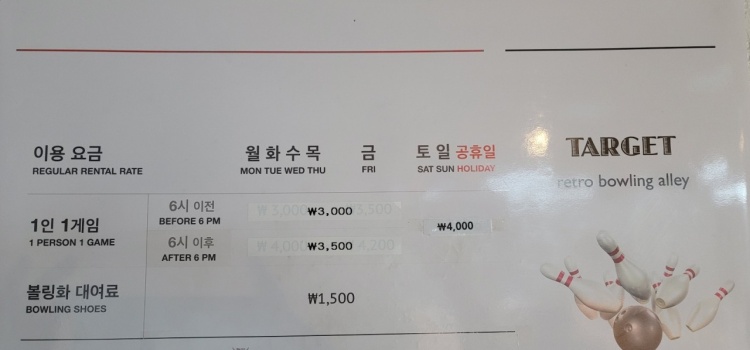 이용 요금
REGULAR RENTAL RATE
월 화 수 목
MON TUE WED THU
금
FRI
토 일 공휴일
SAT SUN HOLIDAY
TARGET
retro bowling alley
1인 1게임
1 PERSON 1 GAME
6시 이전
BEFORE 6 PM
₩3,000
6시 이후
AFTER 6 PM
₩3,500
₩4,000
볼링화 대여료
BOWLING SHOES
₩1,500